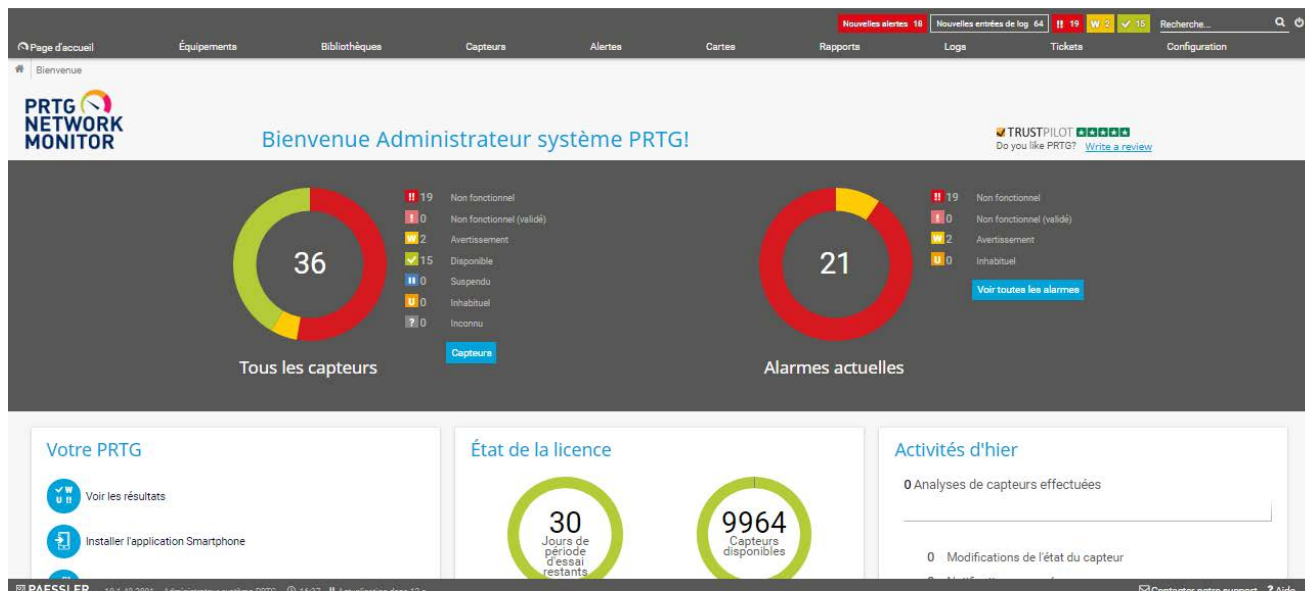 Nouvelles alertes 18 Nouvelles entrées de log 64 !! 19 W 2 15 Recherche...
Page d'accueil Équipements Bibliothèques Capteurs Alertes Cartes Rapports Logs Tickets Configuration
Bienvenue
PRTG
NETWORK
MONITOR
Bienvenue Administrateur système PRTG!
TRUSTPILOT
Do you like PRTG? Write a review
36
Tous les capteurs
!! 19 Non fonctionnel
! 0 Non fonctionnel (validé)
W 2 Avertissement
15 Disponible
0 Suspendu
U 0 Inhabituel
? 0 Inconnu
Capteurs
21
Alarmes actuelles
!! 19 Non fonctionnel
! 0 Non fonctionnel (validé)
W 2 Avertissement
U 0 Inhabituel
Voir toutes les alarmes
Votre PRTG
Voir les résultats
Installer l'application Smartphone
État de la licence
30
Jours de
période
d'essai
restants
9964
Capteurs
disponibles
Activités d'hier
0 Analyses de capteurs effectuées
0 Modifications de l'état du capteur
PAESSLER
Contacter notre support ? Aide